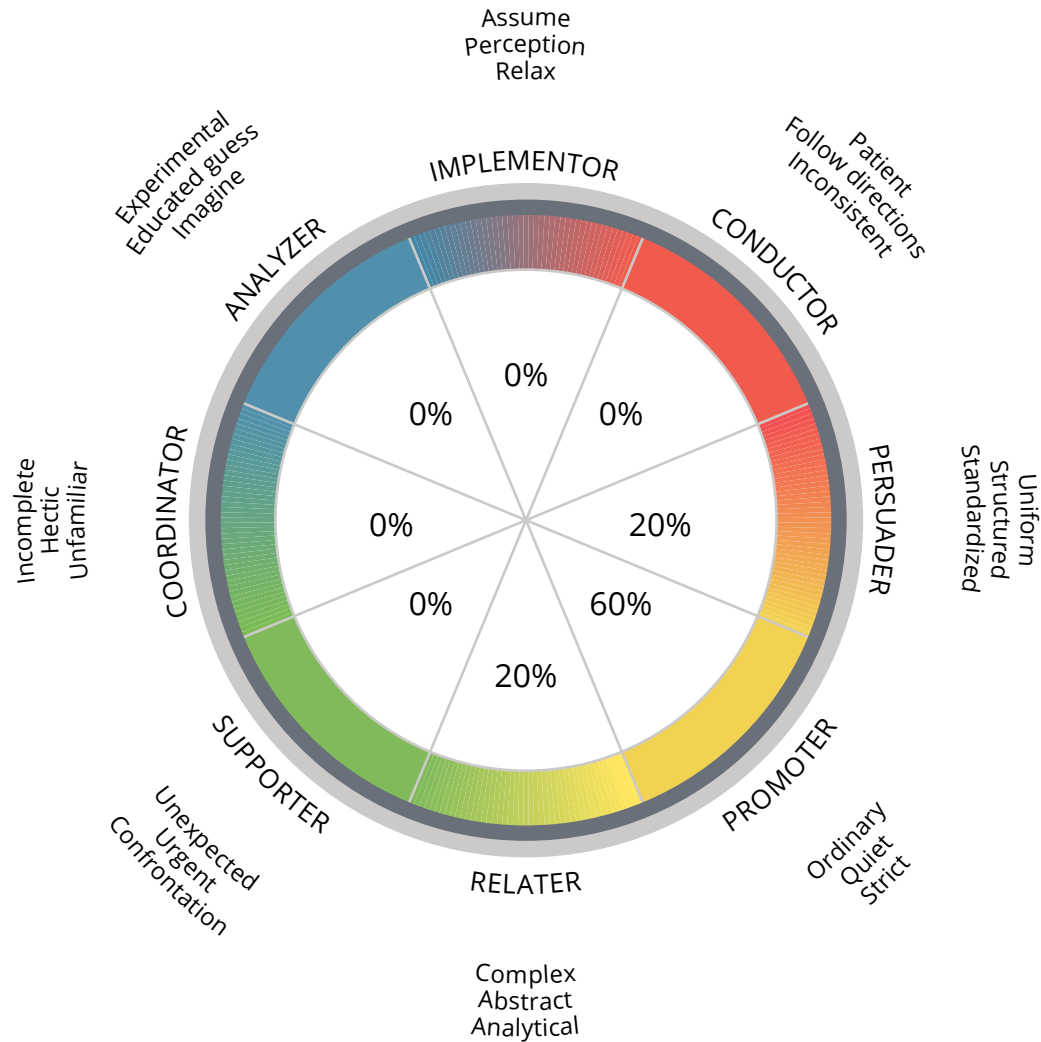 Assume
Perception
Relax
IMPLEMENTOR
0%
Patient
Follow directions
Inconsistent
CONDUCTOR
0%
Uniform
Structured
Standardized
PERSUADER
20%
Ordinary
Quiet
Strict
PROMOTER
60%
Complex
Abstract
Analytical
RELATER
20%
Unexpected
Urgent
Confrontation
SUPPORTER
0%
Incomplete
Hectic
Unfamiliar
COORDINATOR
0%
Experimental
Educated guess
Imagine
ANALYZER
0%